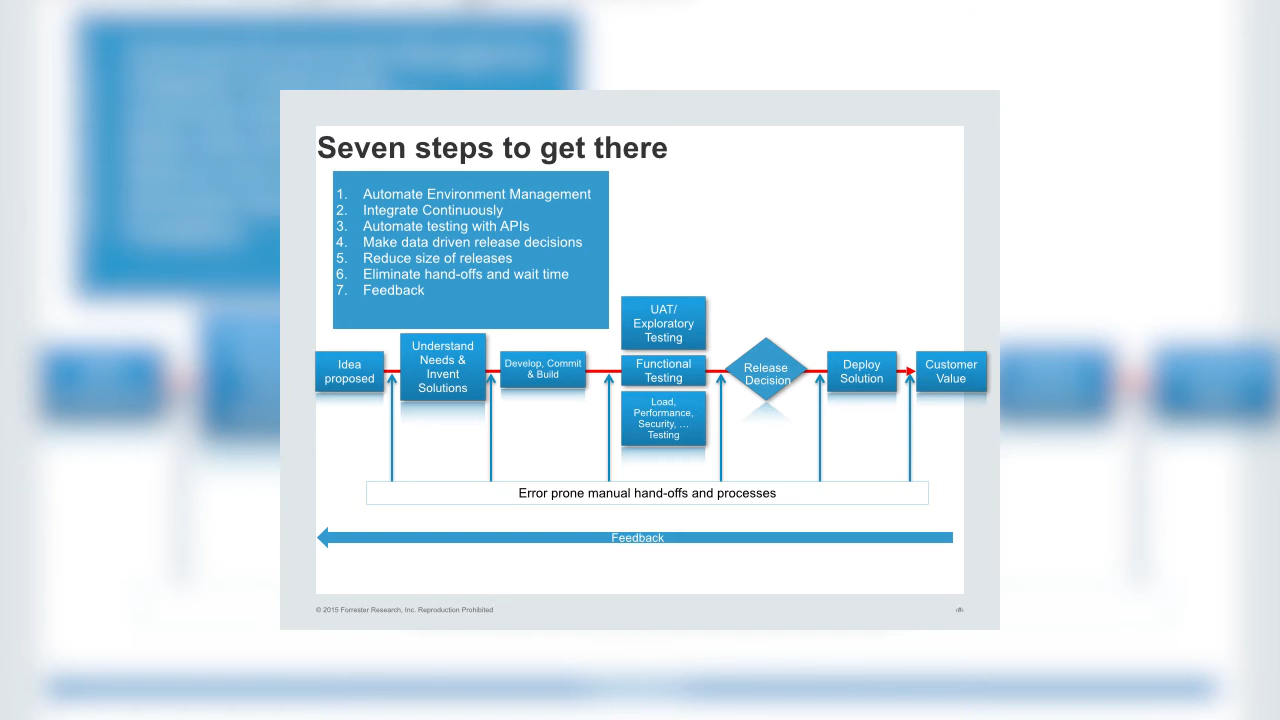 Seven steps to get there
1. Automate Environment Management
2. Integrate Continuously
3. Automate testing with APIs
4. Make data driven release decisions
5. Reduce size of releases
6. Eliminate hand-offs and wait time
7. Feedback
Idea
proposed
Understand
Needs &
Invent
Solutions
Develop, Commit
& Build
UAT/
Exploratory
Testing
Functional
Testing
Load,
Performance,
Security, …
Testing
Release
Decision
Deploy
Solution
Customer
Value
Error prone manual hand-offs and processes
Feedback
© 2015 Forrester Research, Inc. Reproduction Prohibited
‹#›